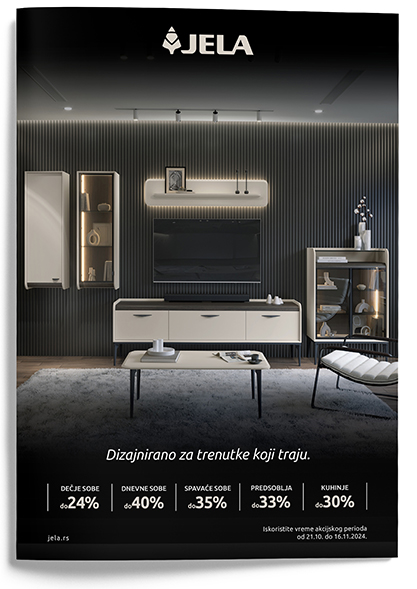 JELA
Dizajnirano za trenutke koji traju.
DEČJE SOBE
do24%
DNEVNE SOBE
do40%
SPAVAĆE SOBE
do35%
PREDSOBLJA
do33%
KUHINJE
do30%
Iskoristite vreme akcijskog perioda
od 21.10. do 16.11.2024.
jela.rs